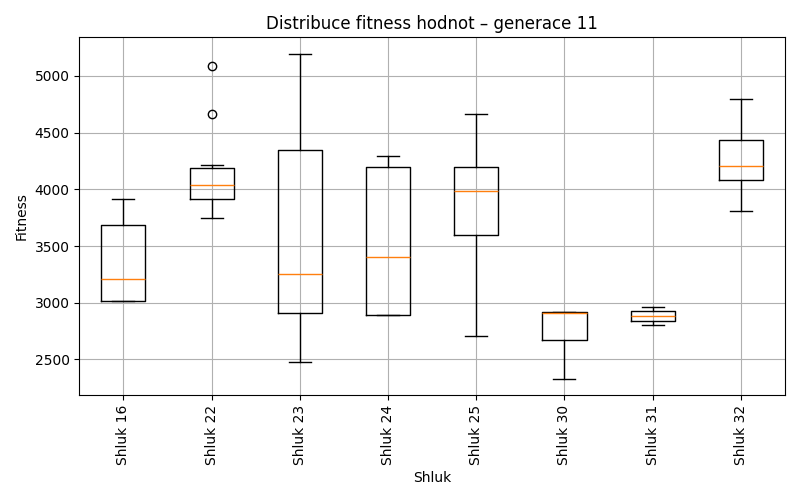 Distribuce fitness hodnot – generace 11
Fitness
5000
4500
4000
3500
3000
2500
Shluk 16
Shluk 22
Shluk 23
Shluk 24
Shluk 25
Shluk 30
Shluk 31
Shluk 32
Shluk